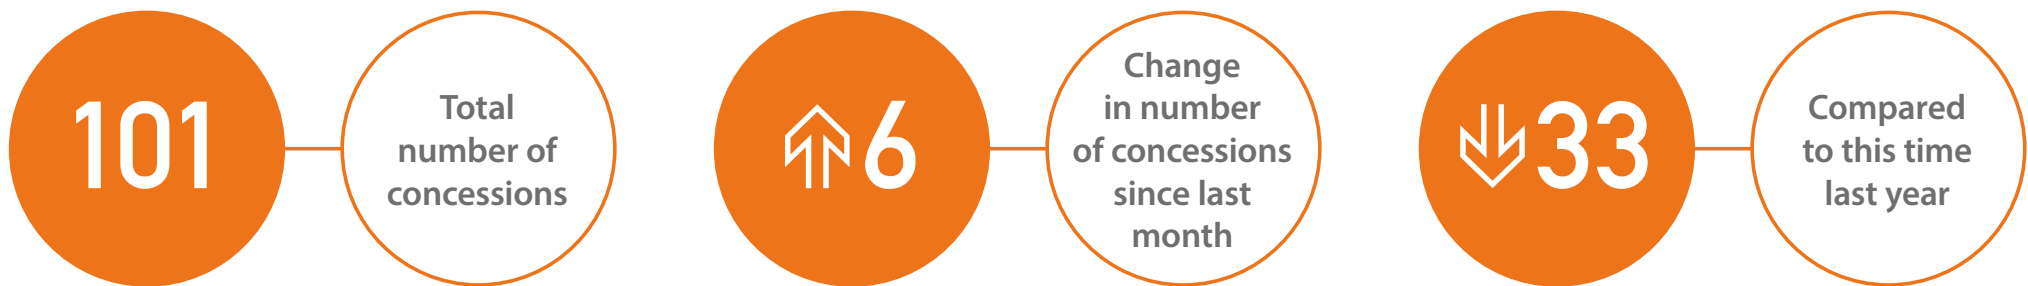 101
Total
number of
concessions
6
Change
in number
of concessions
since last
month
33
Compared
to this time
last year